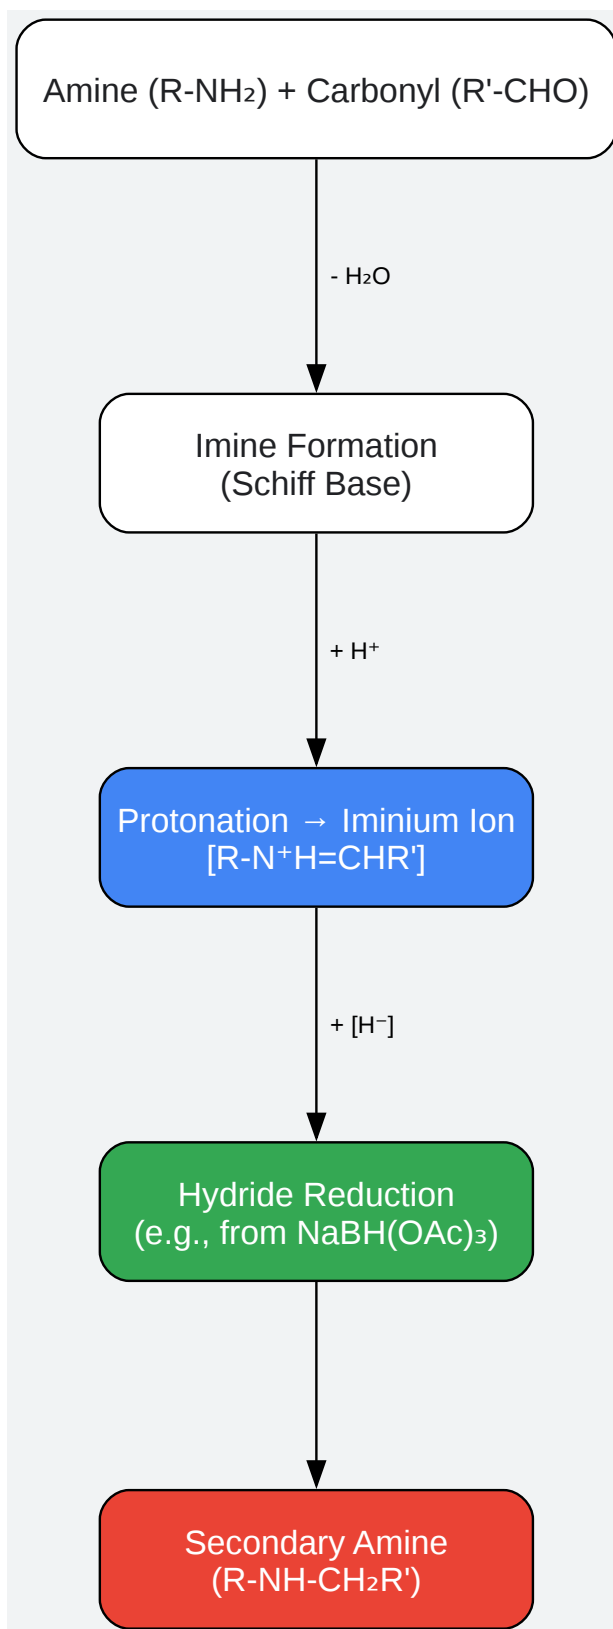 Amine (R-NH₂) + Carbonyl (R'-CHO)
- H₂O
Imine Formation
(Schiff Base)
+ H⁺
Protonation → Iminium Ion
[R-N⁺H=CHR']
+ [H⁻]
Hydride Reduction
(e.g., from NaBH(OAc)₃)
Secondary Amine
(R-NH-CH₂R')